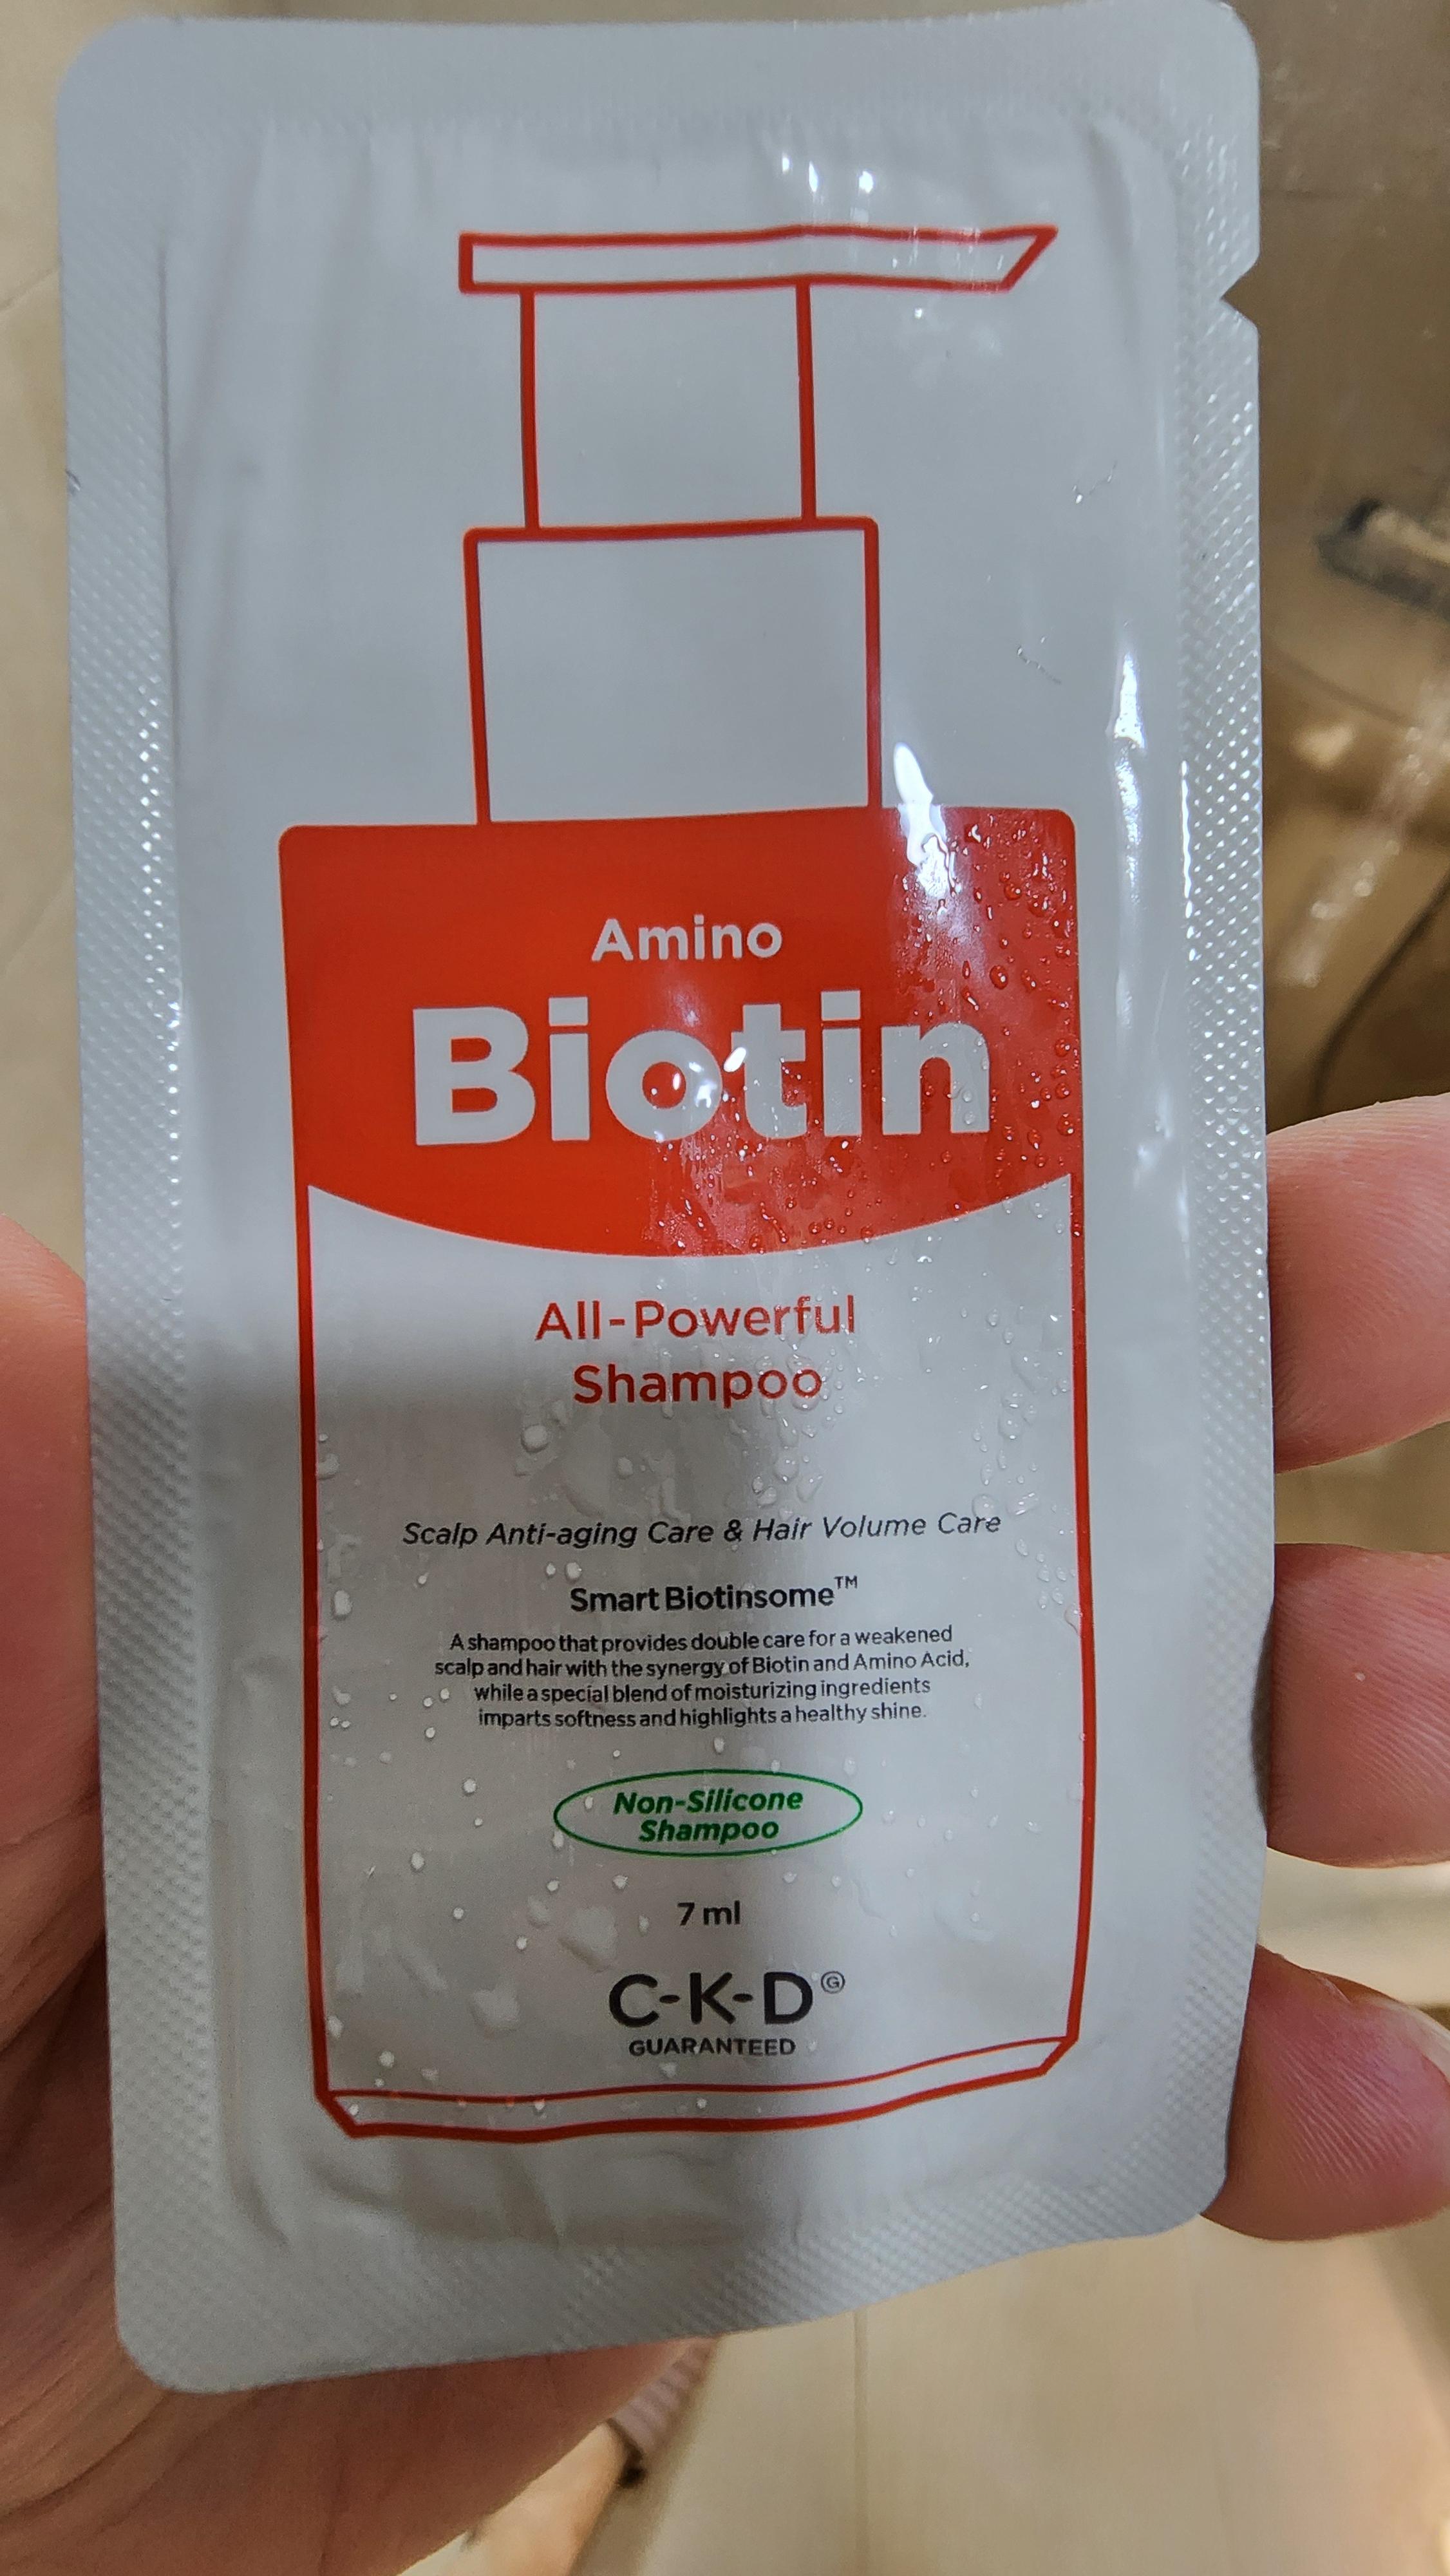 Amino
Biotin
All-Powerful
Shampoo
Scalp Anti-aging Care & Hair Volume Care
Smart Biotinsome™
A shampoo that provides double care for a weakened
scalp and hair with the synergy of Biotin and Amino Acid,
while a special blend of moisturizing ingredients
imparts softness and highlights a healthy shine.
Non-Silicone
Shampoo
7 ml
C-K-D Ⓖ
GUARANTEED